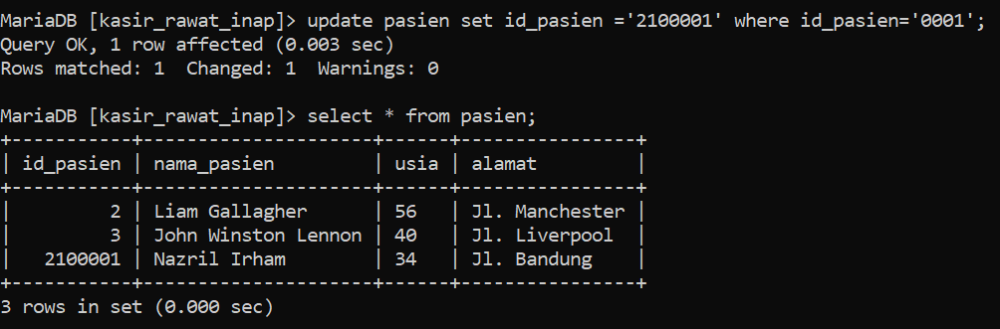 MariaDB [kasir_rawat_inap]> update pasien set id_pasien ='2100001' where id_pasien='0001';
Query OK, 1 row affected (0.003 sec)
Rows matched: 1  Changed: 1  Warnings: 0

MariaDB [kasir_rawat_inap]> select * from pasien;
+-----------+---------------------+------+----------------+
| id_pasien | nama_pasien         | usia | alamat         |
+-----------+---------------------+------+----------------+
|         2 | Liam Gallagher      | 56   | Jl. Manchester |
|         3 | John Winston Lennon | 40   | Jl. Liverpool  |
|   2100001 | Nazril Irham        | 34   | Jl. Bandung    |
+-----------+---------------------+------+----------------+
3 rows in set (0.000 sec)